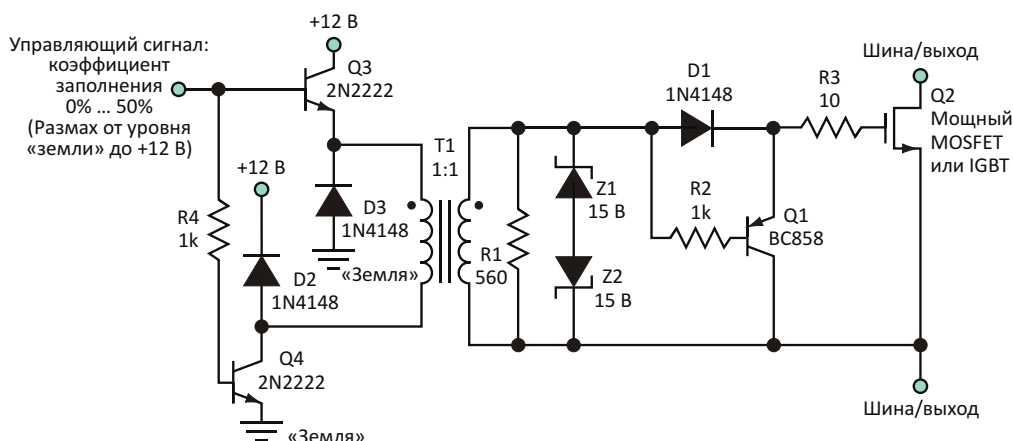 +12 В
Управляющий сигнал:
коэффициент
заполнения
0% ... 50%
(Размах от уровня
«земли» до +12 В)
Q3
2N2222
+12 В
R4
1k
D2
1N4148
D3
1N4148
«Земля»
Q4
2N2222
«Земля»
T1
1:1
R1
560
Z1
15 В
Z2
15 В
D1
1N4148
R2
1k
Q1
BC858
R3
10
Шина/выход
Q2
Мощный
MOSFET
или IGBT
Шина/выход